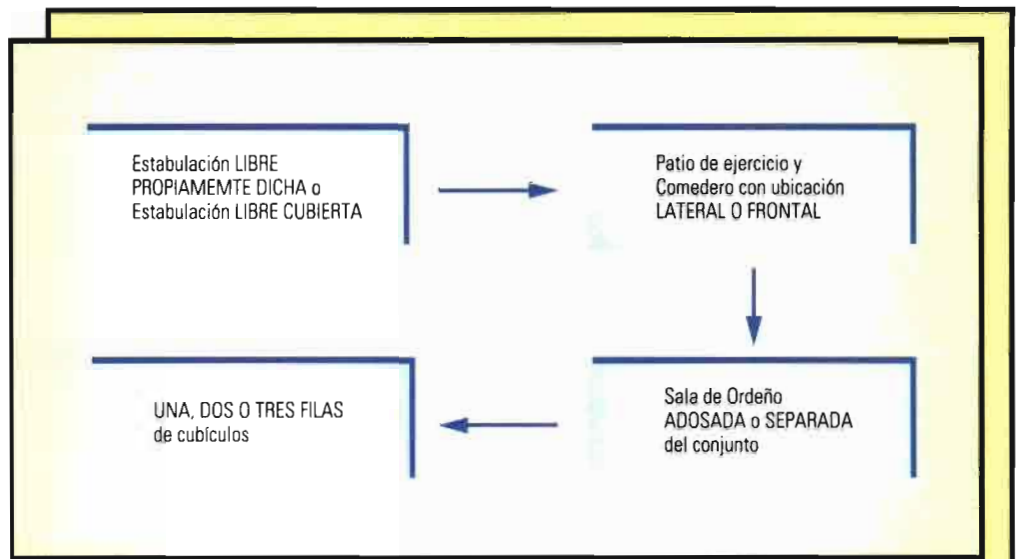 Estabulación LIBRE
PROPIAMEMTE DICHA o
Estabulación LIBRE CUBIERTA
Patio de ejercicio y
Comedero con ubicación
LATERAL O FRONTAL
Sala de Ordeño
ADOSADA o SEPARADA
del conjunto
UNA, DOS O TRES FILAS
de cubículos